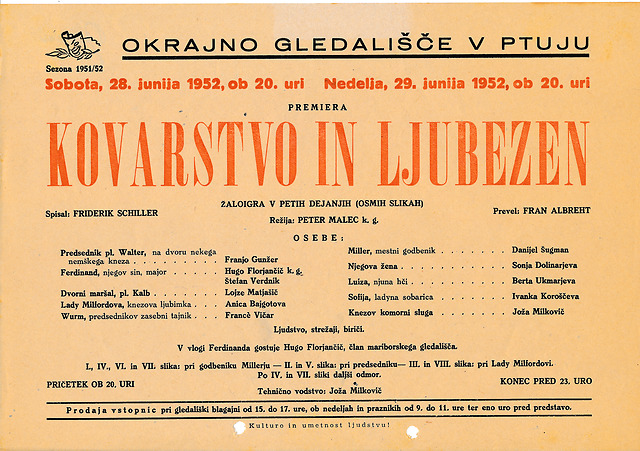 OKRAJNO GLEDALIŠČE V PTUJU
Sezona 1951/52
Sobota, 28. junija 1952, ob 20. uri Nedelja, 29. junija 1952, ob 20. uri
PREMIERA
KOVARSTVO IN LJUBEZEN
ŽALOIGRA V PETIH DEJANJIH (OSMIH SLIKAH)
Spisal: FRIDERIK SCHILLER
Režija: PETER MALEC k. g.
Prevel: FRAN ALBREHT
OSEBE:
Predsednik pl. Walter, na dvoru nekega
nemškega kneza . . . . . . . . . Franjo Gunžer
Ferdinand, njegov sin, major . . . . . . Hugo Florjančič k. g.
Štefan Verdnik
Dvorni maršal, pl. Kalb . . . . . . . . Lojze Matjašič
Lady Milfordova, knezova ljubimka . . . Anica Bajgotova
Wurm, predsednikov zasebni tajnik . . . Francè Vičar
Miller, mestni godbenik . . . . . . . Danijel Šugman
Njegova žena . . . . . . . . . . . Sonja Dolinarjeva
Luiza, njuna hči . . . . . . . . . . Berta Ukmarjeva
Sofija, ladyna sobarica . . . . . . . Ivanka Koroščeva
Knezov komorni sluga . . . . . . . Joža Milkovič
Ljudstvo, strežaji, biriči.
V vlogi Ferdinanda gostuje Hugo Florjančič, član mariborskega gledališča.
I., IV., VI. in VII. slika: pri godbeniku Millerju — II. in V. slika: pri predsedniku— III. in VIII. slika: pri Lady Milfordovi.
Po IV. in VII. sliki daljši odmor.
PRICETEK OB 20. URI
Tehnično vodstvo: Joža Milkovič
KONEC PRED 23. URO
Prodaja vstopnic pri gledališki blagajni od 15. do 17. ure, ob nedeljah in praznikih od 9. do 11. ure ter eno uro pred predstavo.
Kulturo in umetnost ljudstvu!